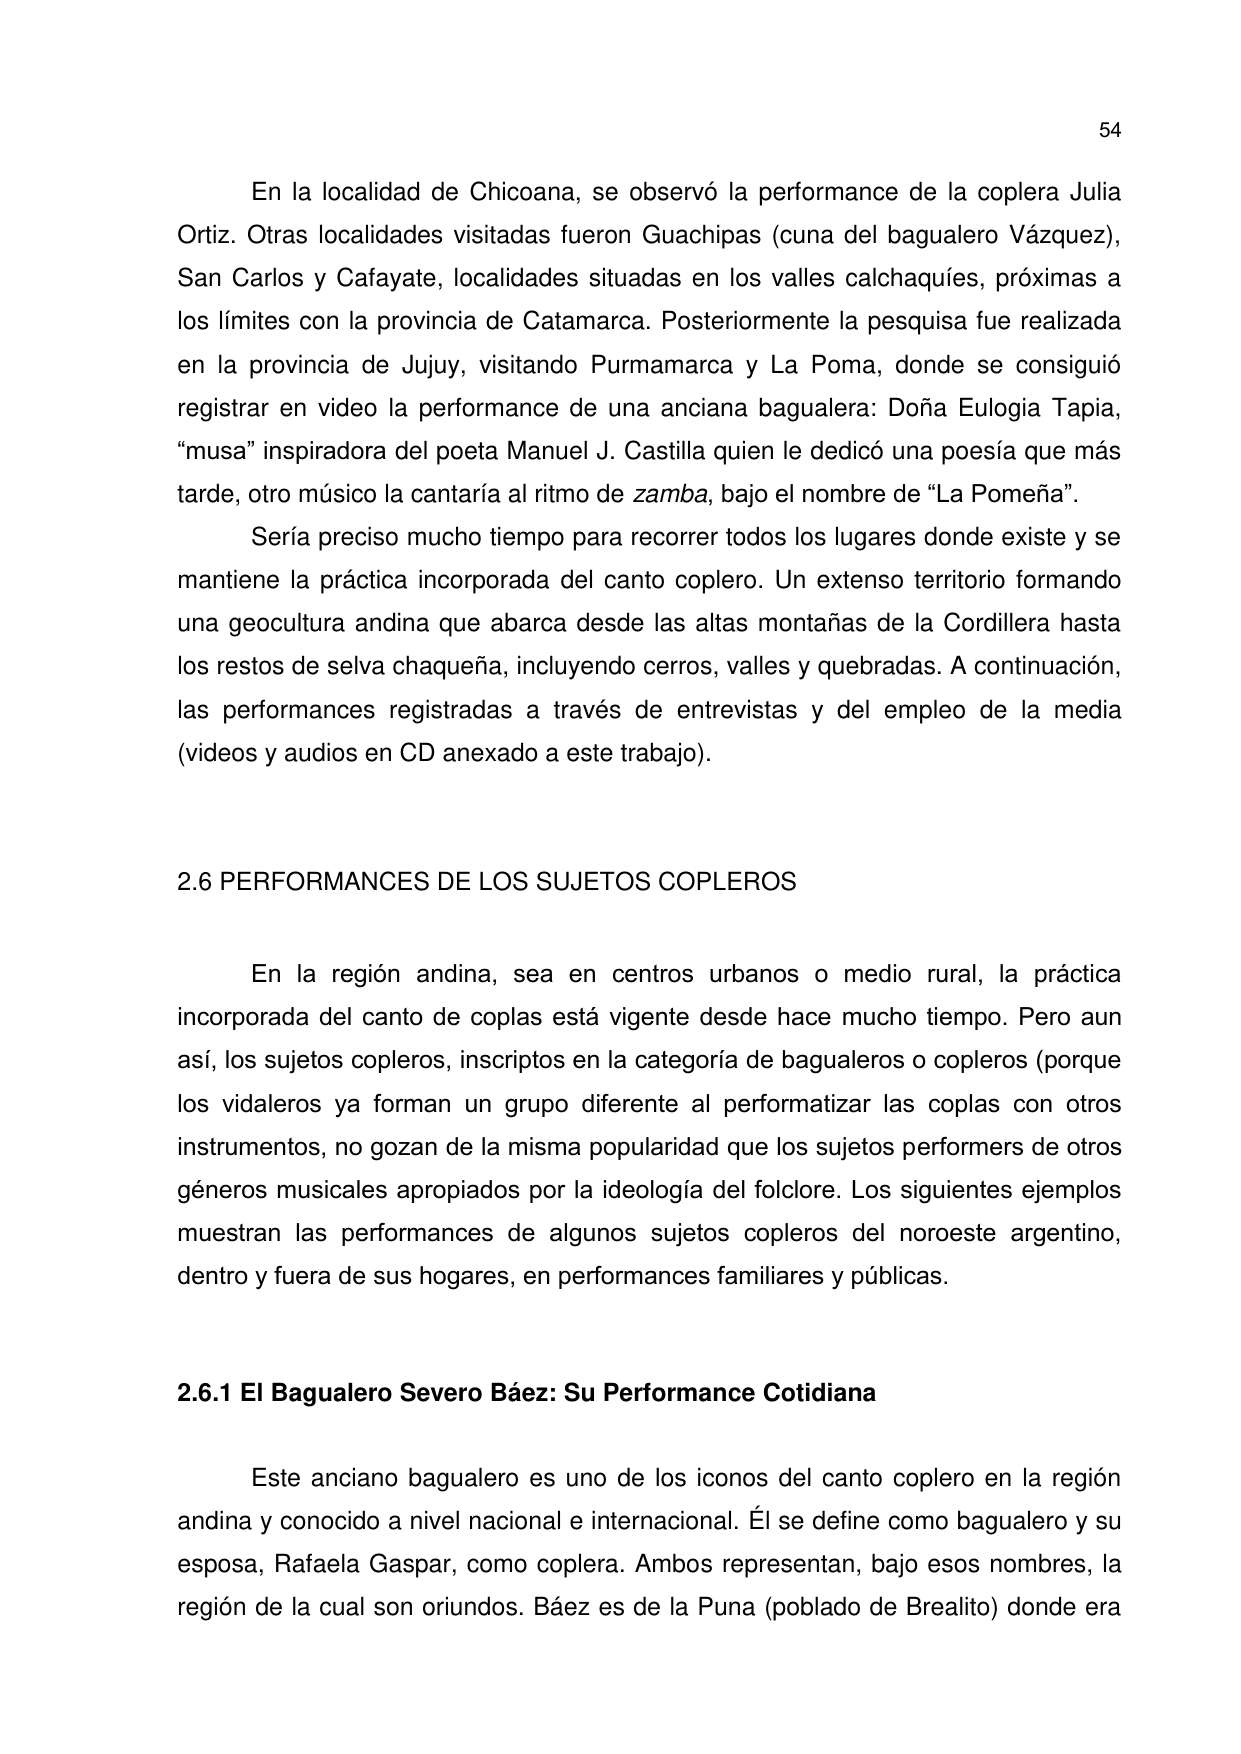 54
En la localidad de Chicoana, se observó la performance de la coplera Julia
Ortiz. Otras localidades visitadas fueron Guachipas (cuna del bagualero Vázquez),
San Carlos y Cafayate, localidades situadas en los valles calchaquíes, próximas a
los límites con la provincia de Catamarca. Posteriormente la pesquisa fue realizada
en la provincia de Jujuy, visitando Purmamarca y La Poma, donde se consiguió
registrar en video la performance de una anciana bagualera: Doña Eulogia Tapia,
“musa” inspiradora del poeta Manuel J. Castilla quien le dedicó una poesía que más
tarde, otro músico la cantaría al ritmo de zamba, bajo el nombre de “La Pomeña”.
Sería preciso mucho tiempo para recorrer todos los lugares donde existe y se
mantiene la práctica incorporada del canto coplero. Un extenso territorio formando
una geocultura andina que abarca desde las altas montañas de la Cordillera hasta
los restos de selva chaqueña, incluyendo cerros, valles y quebradas. A continuación,
las performances registradas a través de entrevistas y del empleo de la media
(videos y audios en CD anexado a este trabajo).
2.6 PERFORMANCES DE LOS SUJETOS COPLEROS
En la región andina, sea en centros urbanos o medio rural, la práctica
incorporada del canto de coplas está vigente desde hace mucho tiempo. Pero aun
así, los sujetos copleros, inscriptos en la categoría de bagualeros o copleros (porque
los vidaleros ya forman un grupo diferente al performatizar las coplas con otros
instrumentos, no gozan de la misma popularidad que los sujetos performers de otros
géneros musicales apropiados por la ideología del folclore. Los siguientes ejemplos
muestran las performances de algunos sujetos copleros del noroeste argentino,
dentro y fuera de sus hogares, en performances familiares y públicas.
2.6.1 El Bagualero Severo Báez: Su Performance Cotidiana
Este anciano bagualero es uno de los iconos del canto coplero en la región
andina y conocido a nivel nacional e internacional. Él se define como bagualero y su
esposa, Rafaela Gaspar, como coplera. Ambos representan, bajo esos nombres, la
región de la cual son oriundos. Báez es de la Puna (poblado de Brealito) donde era